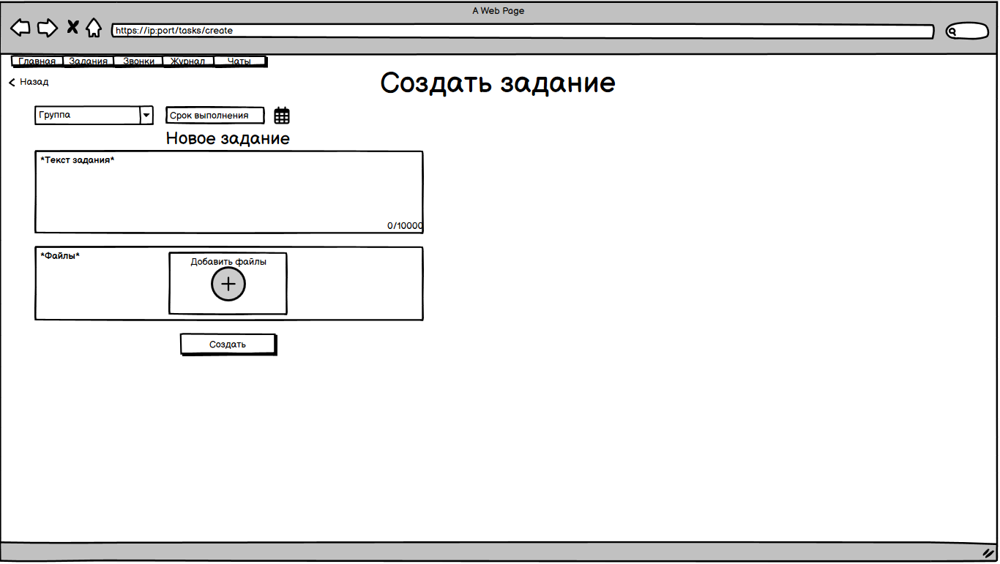 A Web Page
https://ip:port/tasks/create
Главная Задания Звонки Журнал Чаты
Назад
Создать задание
Группа Срок выполнения
Новое задание
*Текст задания*
0/10000
*Файлы*
Добавить файлы
Создать